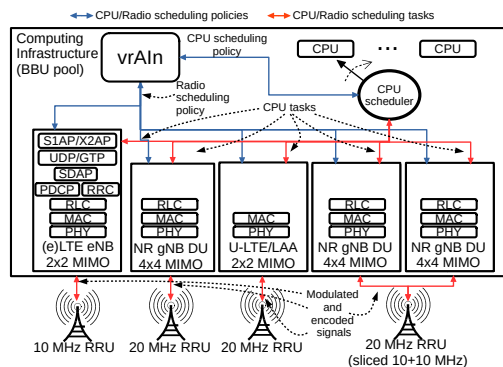 CPU/Radio scheduling policies
CPU/Radio scheduling tasks
Computing
Infrastructure
(BBU pool)
vrAIn
CPU scheduling
policy
CPU
...
CPU
CPU
scheduler
Radio
scheduling
policy
CPU tasks
S1AP/X2AP
UDP/GTP
SDAP
PDCP
RRC
RLC
MAC
PHY
(e)LTE eNB
2x2 MIMO
RLC
MAC
PHY
NR gNB DU
4x4 MIMO
MAC
PHY
U-LTE/LAA
2x2 MIMO
RLC
MAC
PHY
NR gNB DU
4x4 MIMO
RLC
MAC
PHY
NR gNB DU
4x4 MIMO
Modulated
and
encoded
signals
10 MHz RRU
20 MHz RRU
20 MHz RRU
20 MHz RRU
(sliced 10+10 MHz)